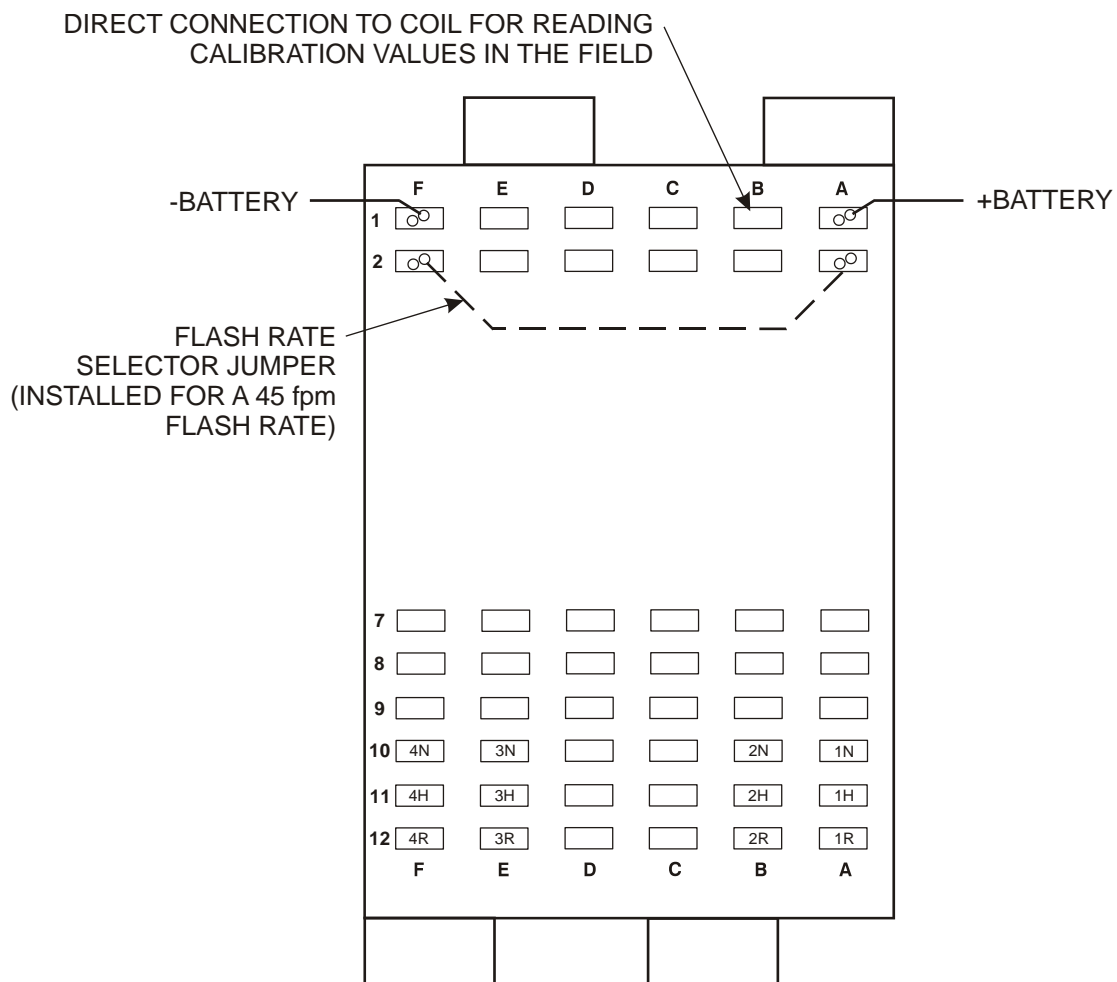 DIRECT CONNECTION TO COIL FOR READING
CALIBRATION VALUES IN THE FIELD
F E D C B A
-BATTERY
+BATTERY
1
2
FLASH RATE
SELECTOR JUMPER
(INSTALLED FOR A 45 fpm
FLASH RATE)
7
8
9
10 4N 3N 2N 1N
11 4H 3H 2H 1H
12 4R 3R 2R 1R
F E D C B A